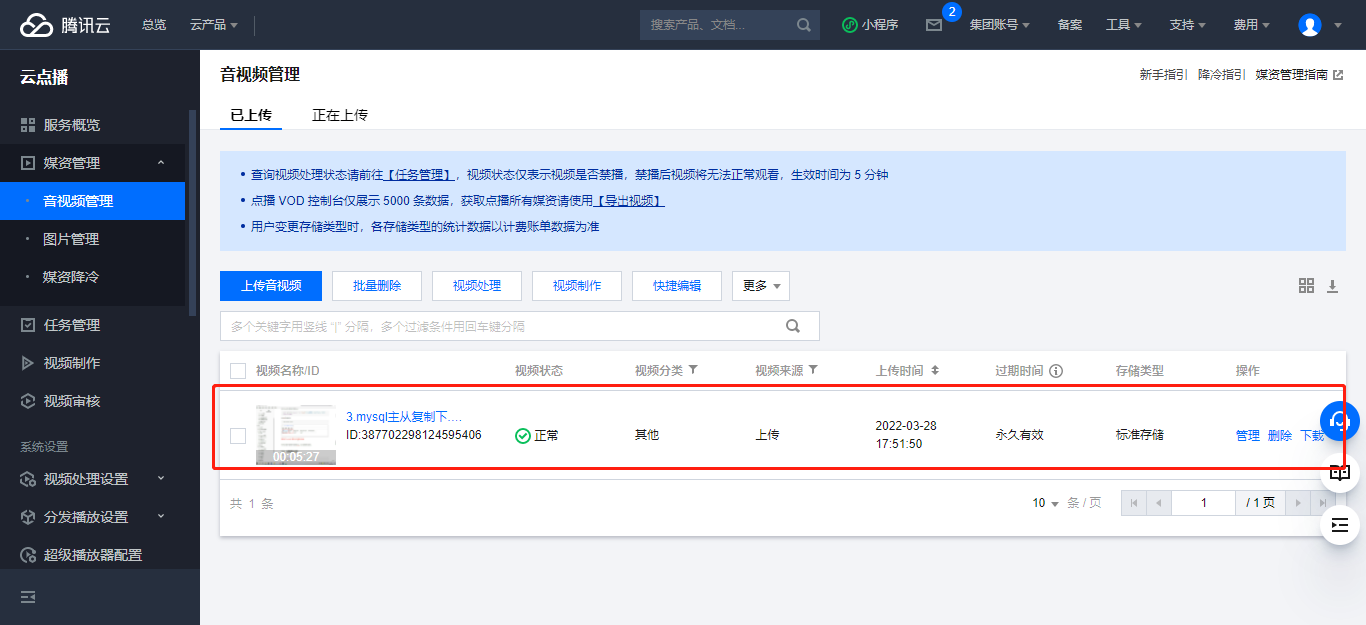 腾讯云 总览 云产品 搜索产品、文档... 小程序 2 集团账号 备案 工具 支持 费用
云点播
服务概览
媒资管理
音视频管理
图片管理
媒资降冷
任务管理
视频制作
视频审核
系统设置
视频处理设置
分发播放设置
超级播放器配置
音视频管理 新手指引 降冷指引 媒资管理指南
已上传 正在上传
• 查询视频处理状态请前往【任务管理】，视频状态仅表示视频是否禁播，禁播后视频将无法正常观看，生效时间为 5 分钟
• 点播 VOD 控制台仅展示 5000 条数据，获取点播所有媒资请使用【导出视频】
• 用户变更存储类型时，各存储类型的统计数据以计费账单数据为准
上传音视频 批量删除 视频处理 视频制作 快捷编辑 更多
多个关键字用竖线 “|” 分隔，多个过滤条件用回车键分隔
视频名称/ID 视频状态 视频分类 视频来源 上传时间 过期时间 存储类型 操作
3.mysql主从复制下....
ID:387702298124595406
00:05:27
正常 其他 上传
2022-03-28
17:51:50
永久有效 标准存储 管理 删除 下载
共 1 条 10 条 / 页 1 / 1 页